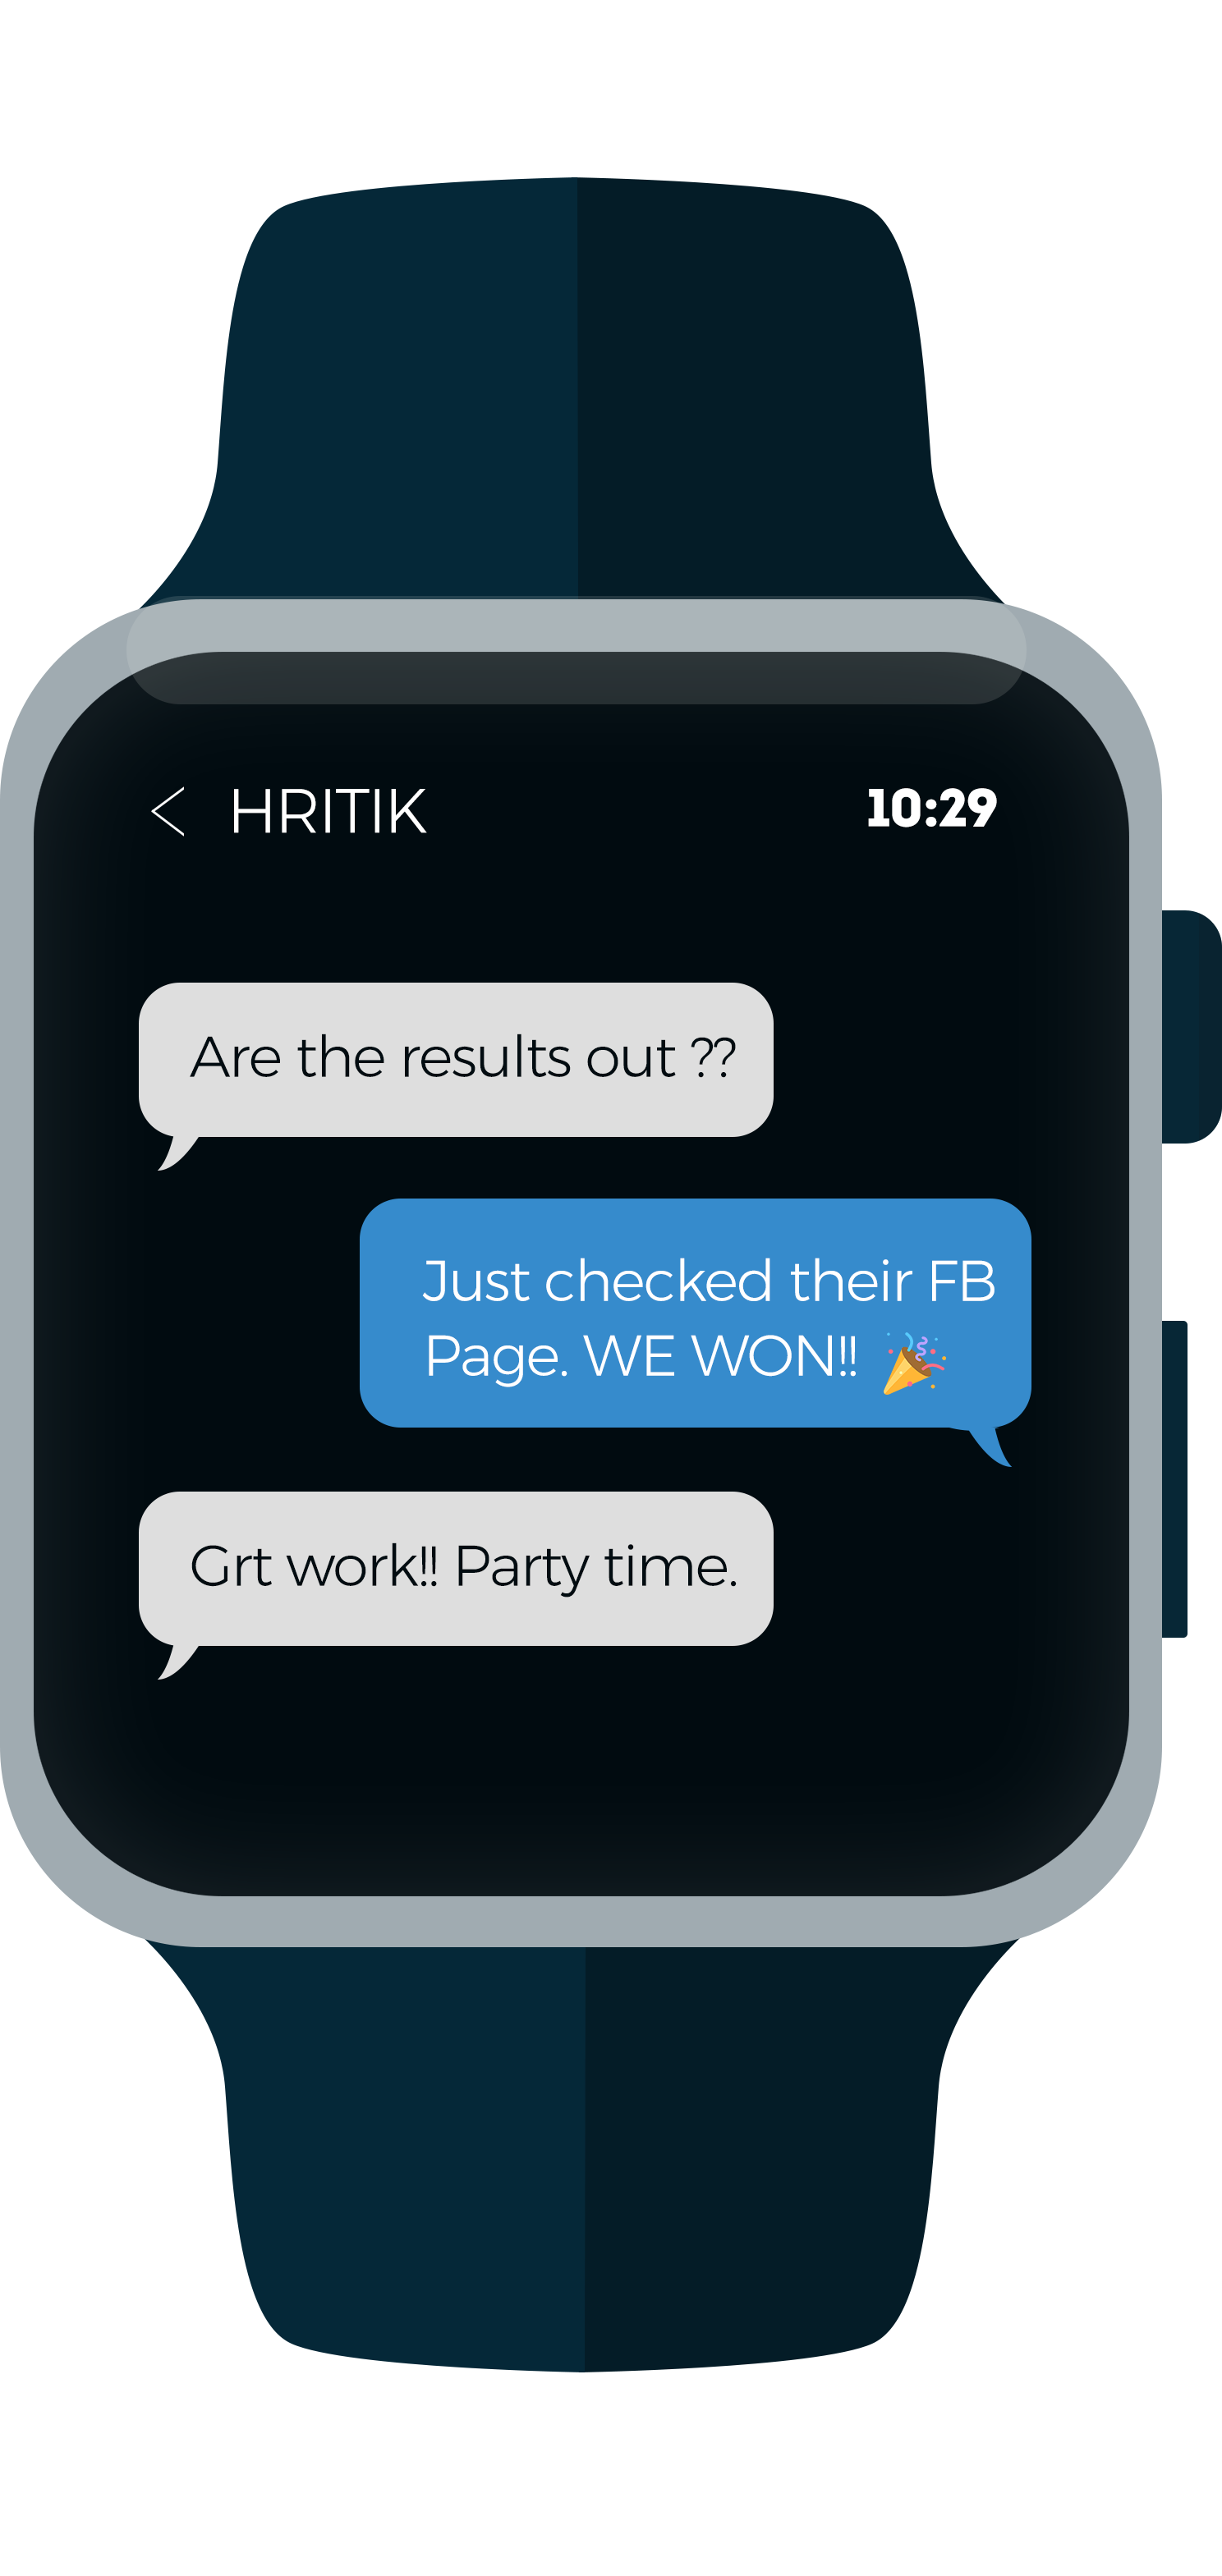 < HRITIK 10:29
Are the results out ??
Just checked their FB
Page. WE WON!! 🎉
Grt work!! Party time.